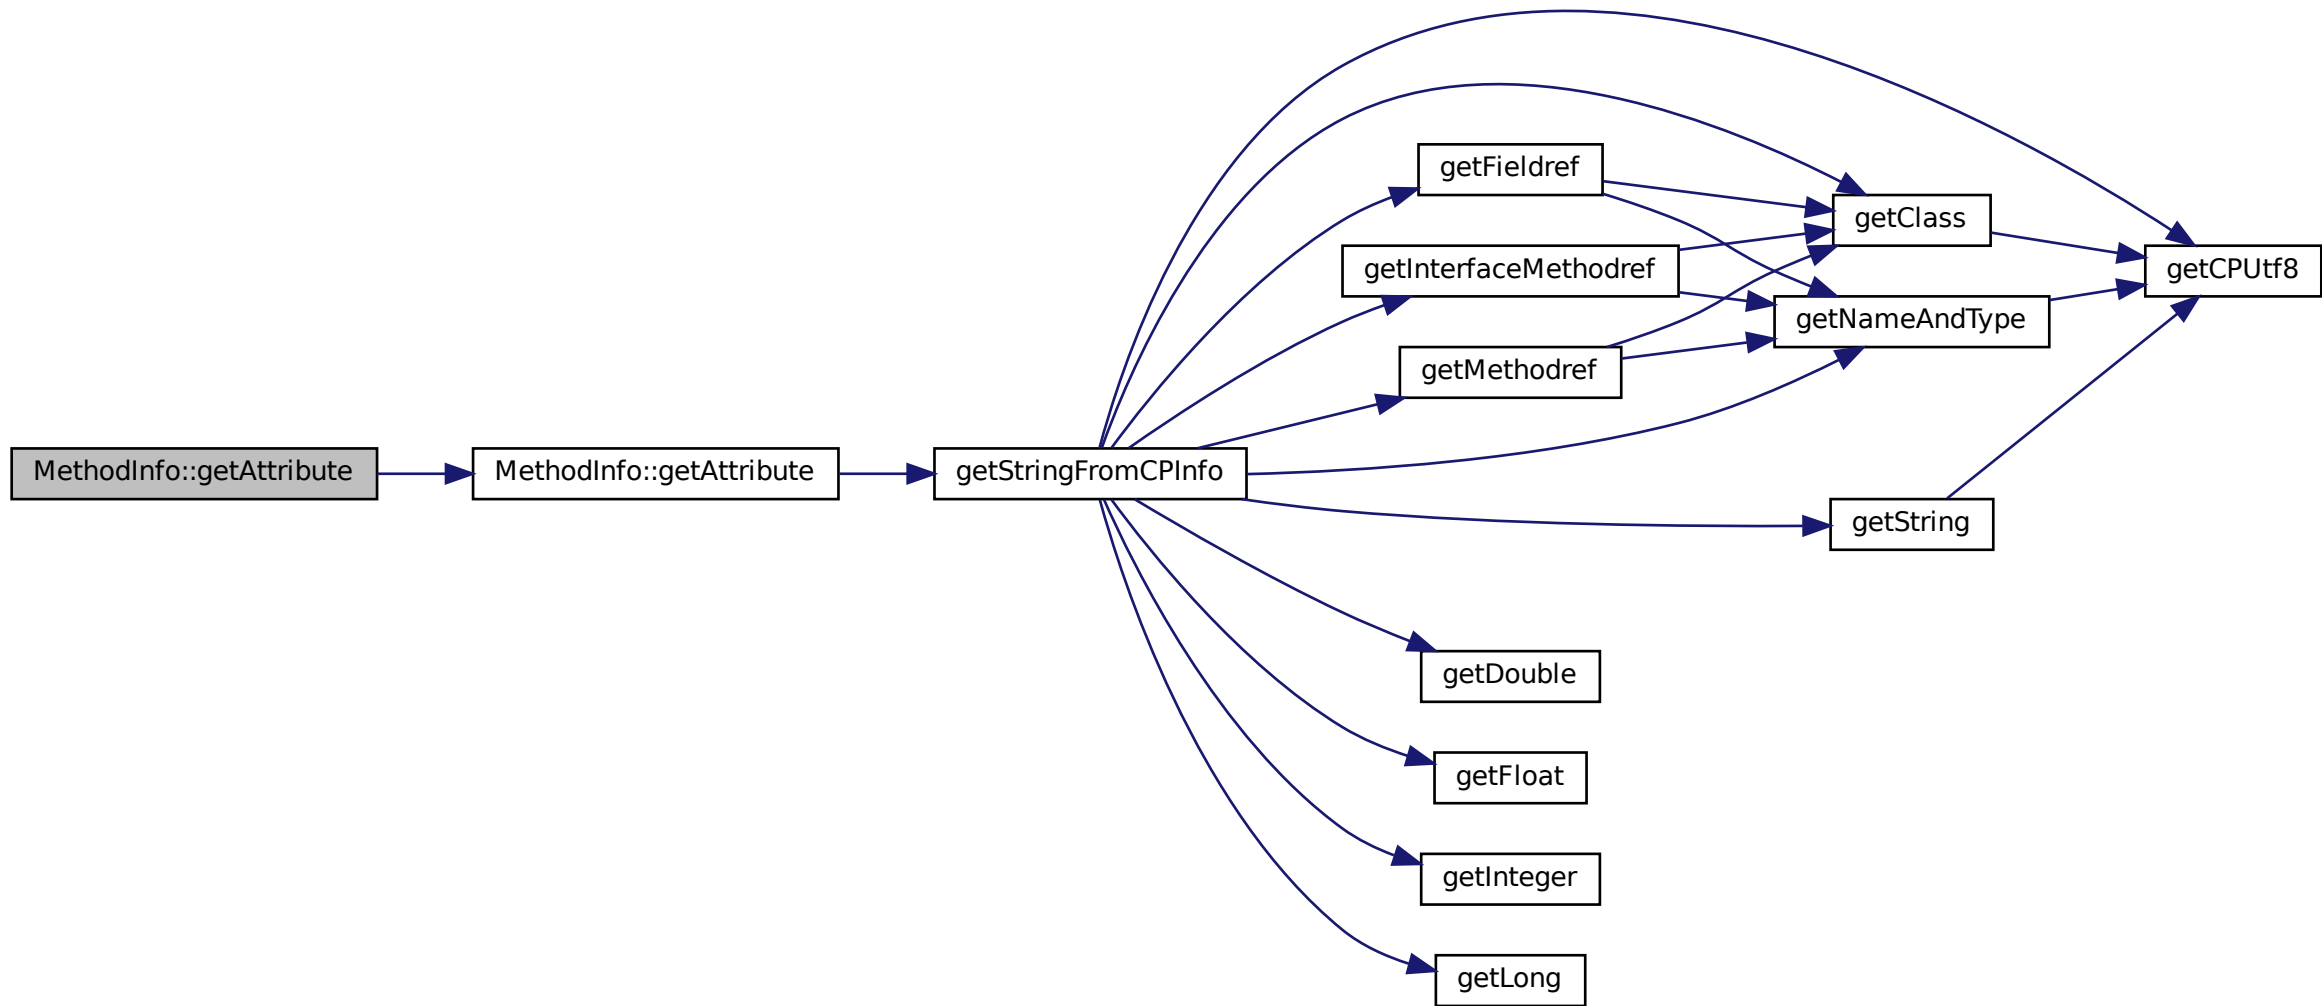 MethodInfo::getAttribute
MethodInfo::getAttribute
getStringFromCPInfo
getFieldref
getInterfaceMethodref
getMethodref
getClass
getNameAndType
getCPUtf8
getString
getDouble
getFloat
getInteger
getLong